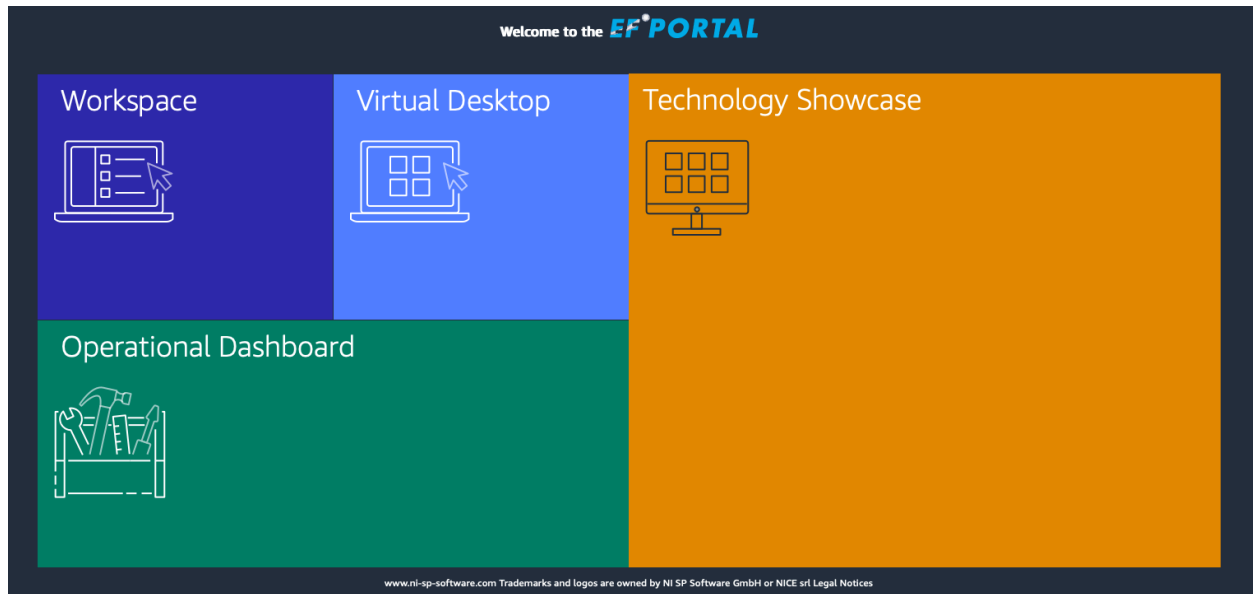 Welcome to the EF PORTAL
Workspace
Virtual Desktop
Technology Showcase
Operational Dashboard
www.ni-sp-software.com Trademarks and logos are owned by NI SP Software GmbH or NICE srl Legal Notices